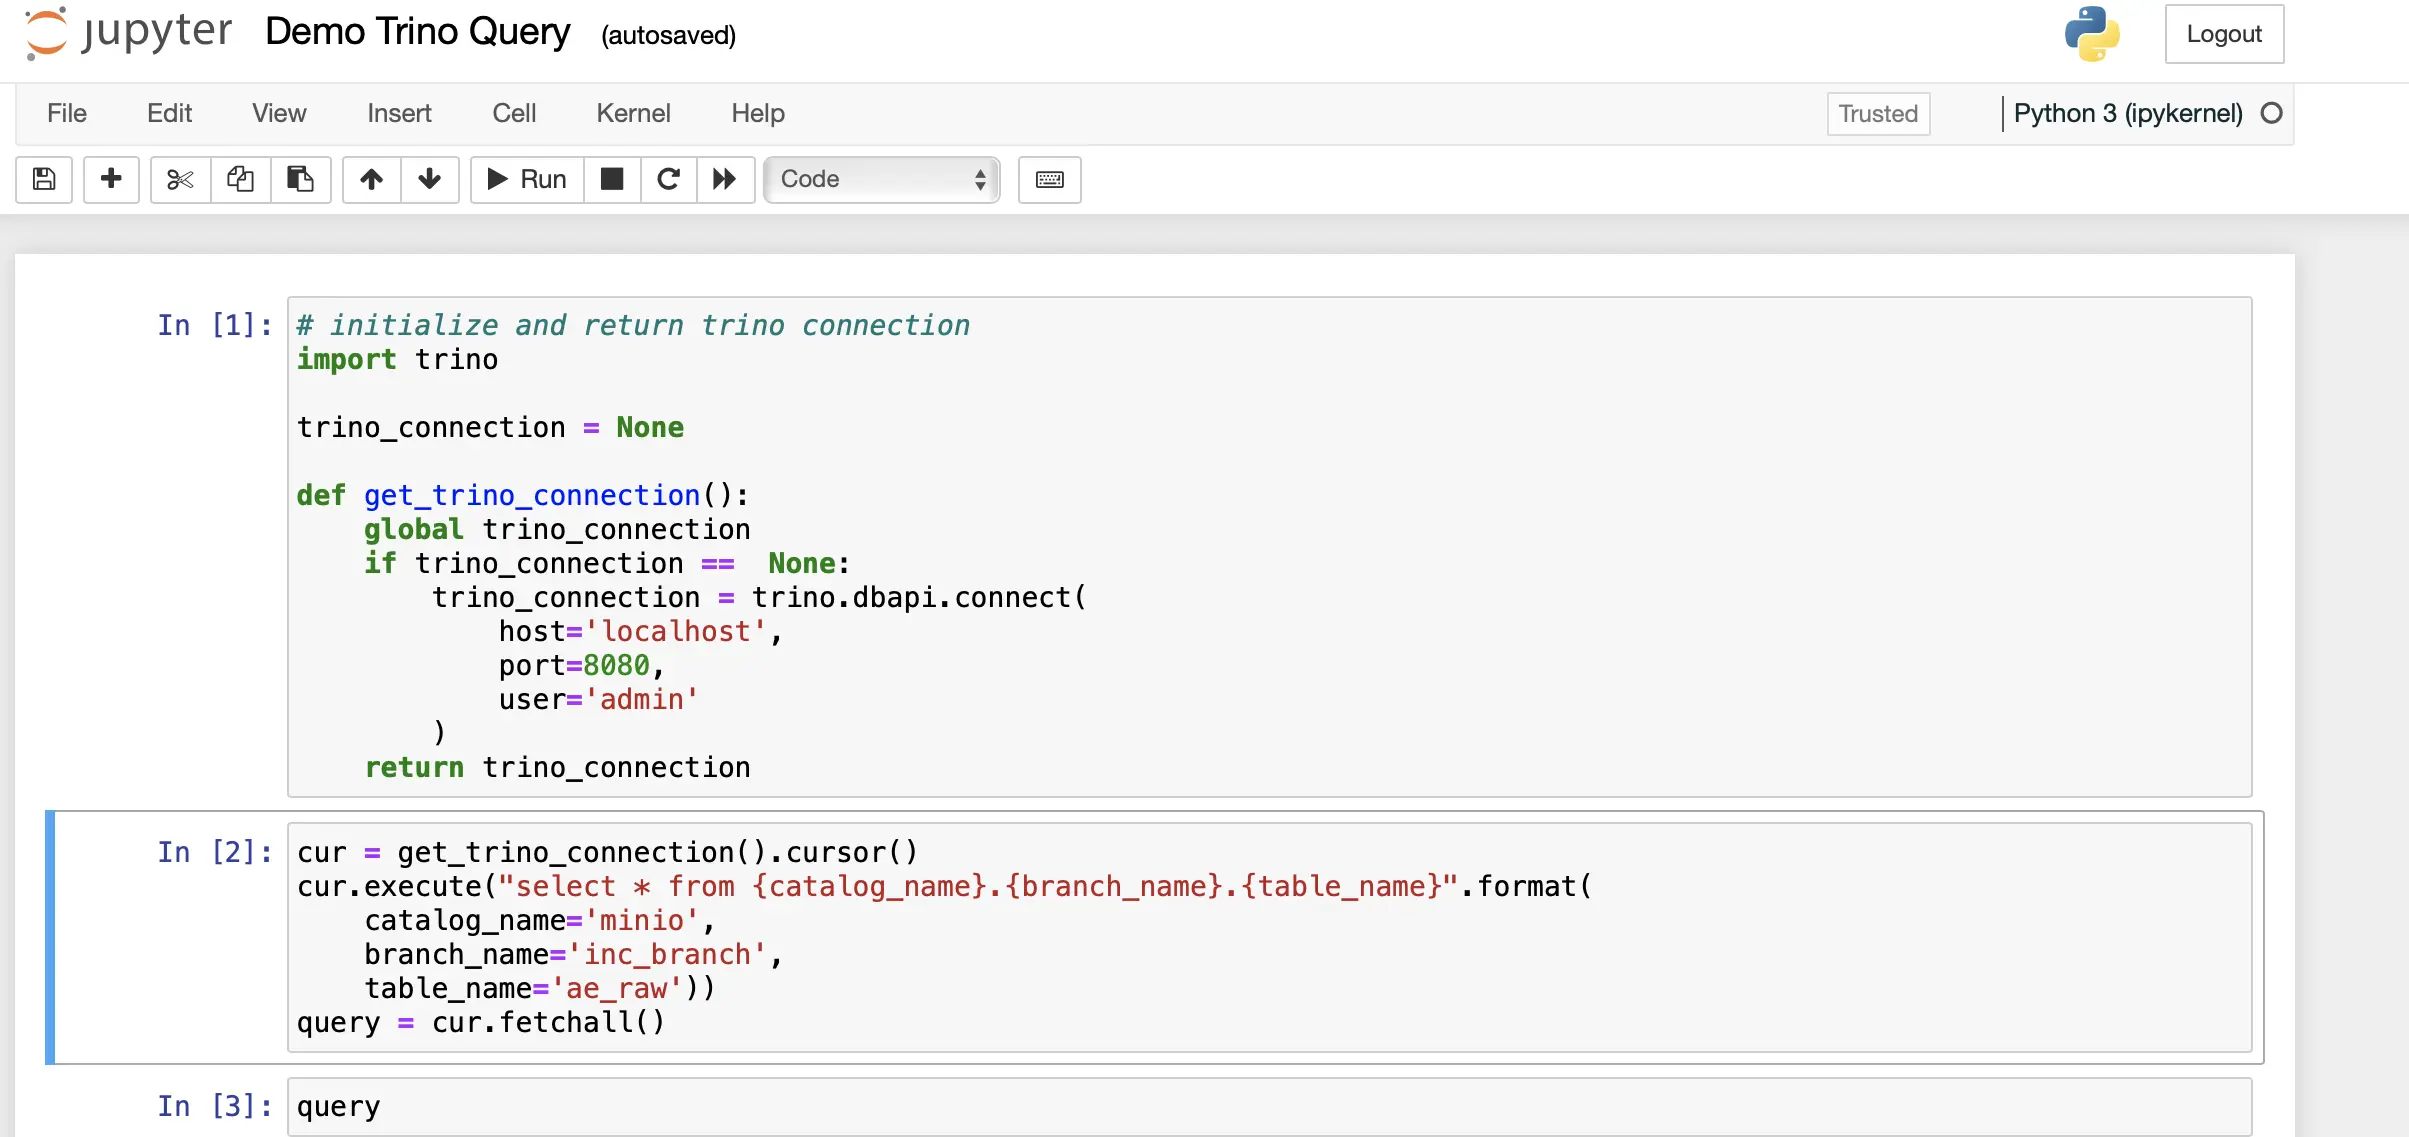 jupyter Demo Trino Query (autosaved) Logout
File Edit View Insert Cell Kernel Help Trusted Python 3 (ipykernel)
Run Code
In [1]: # initialize and return trino connection
import trino

trino_connection = None

def get_trino_connection():
    global trino_connection
    if trino_connection ==  None:
        trino_connection = trino.dbapi.connect(
            host='localhost',
            port=8080,
            user='admin'
        )
    return trino_connection
In [2]: cur = get_trino_connection().cursor()
cur.execute("select * from {catalog_name}.{branch_name}.{table_name}".format(
    catalog_name='minio',
    branch_name='inc_branch',
    table_name='ae_raw'))
query = cur.fetchall()
In [3]: query